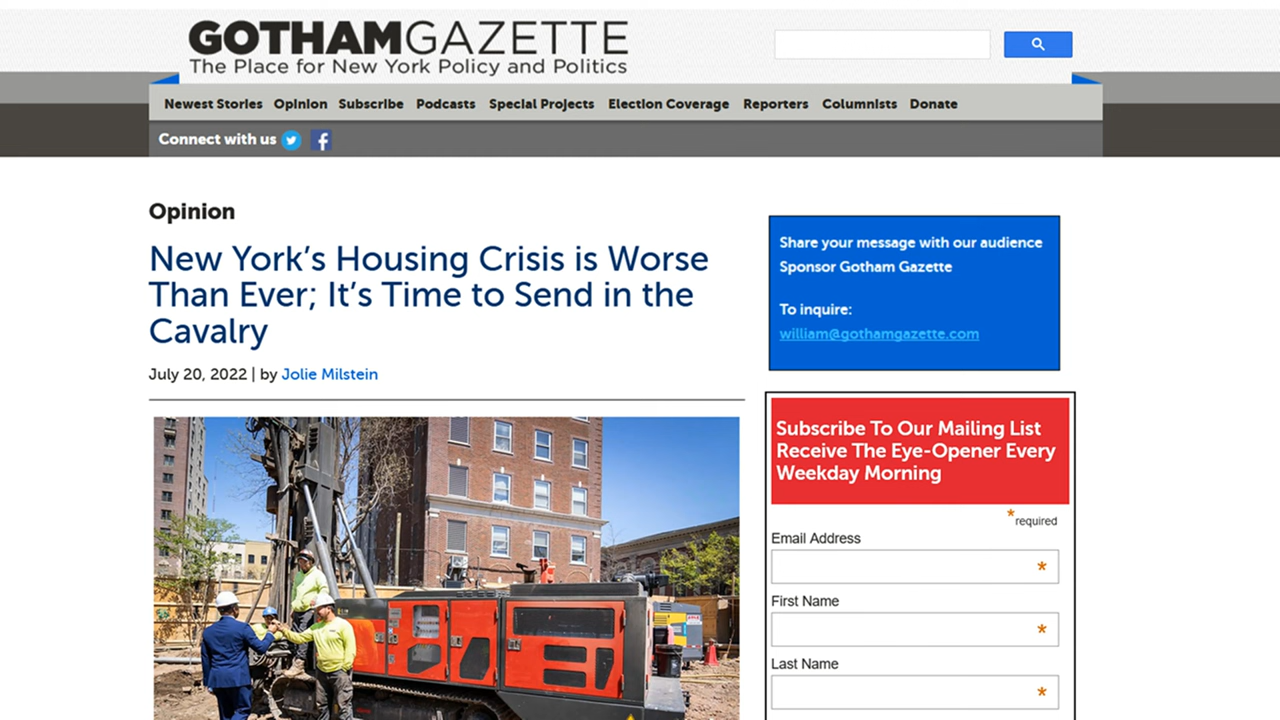 GOTHAMGAZETTE
The Place for New York Policy and Politics
Newest Stories Opinion Subscribe Podcasts Special Projects Election Coverage Reporters Columnists Donate
Connect with us
Opinion
New York's Housing Crisis is Worse
Than Ever; It's Time to Send in the
Cavalry
July 20, 2022 | by Jolie Milstein
Share your message with our audience
Sponsor Gotham Gazette
To inquire:
william@gothamgazette.com
Subscribe To Our Mailing List
Receive The Eye-Opener Every
Weekday Morning
*required
Email Address
*
First Name
*
Last Name
*